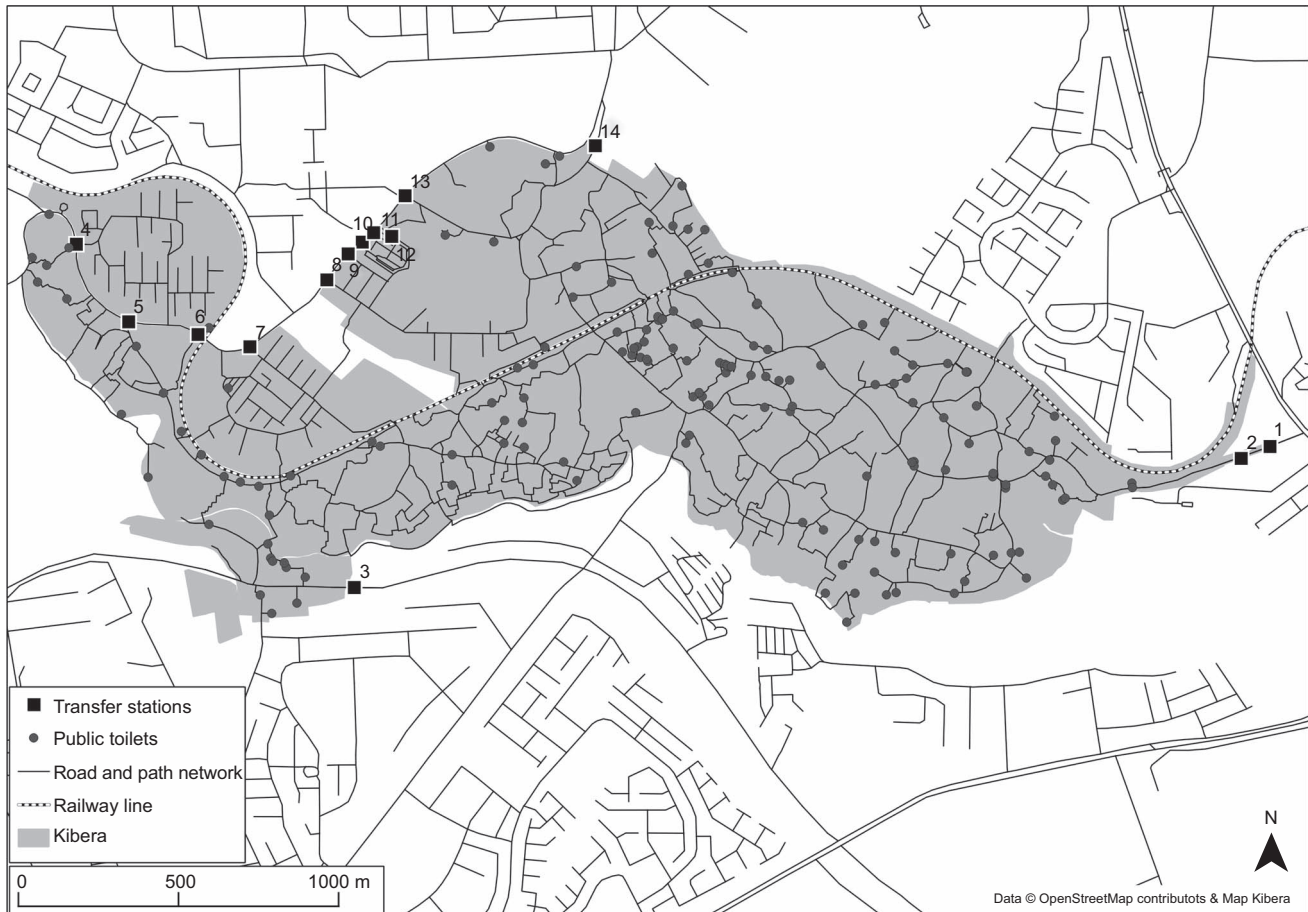 14
13
11
10
12
4
9
8
5
6
7
1
2
3
Transfer stations
Public toilets
Road and path network
Railway line
Kibera
N
0 500 1000 m
Data © OpenStreetMap contributots & Map Kibera